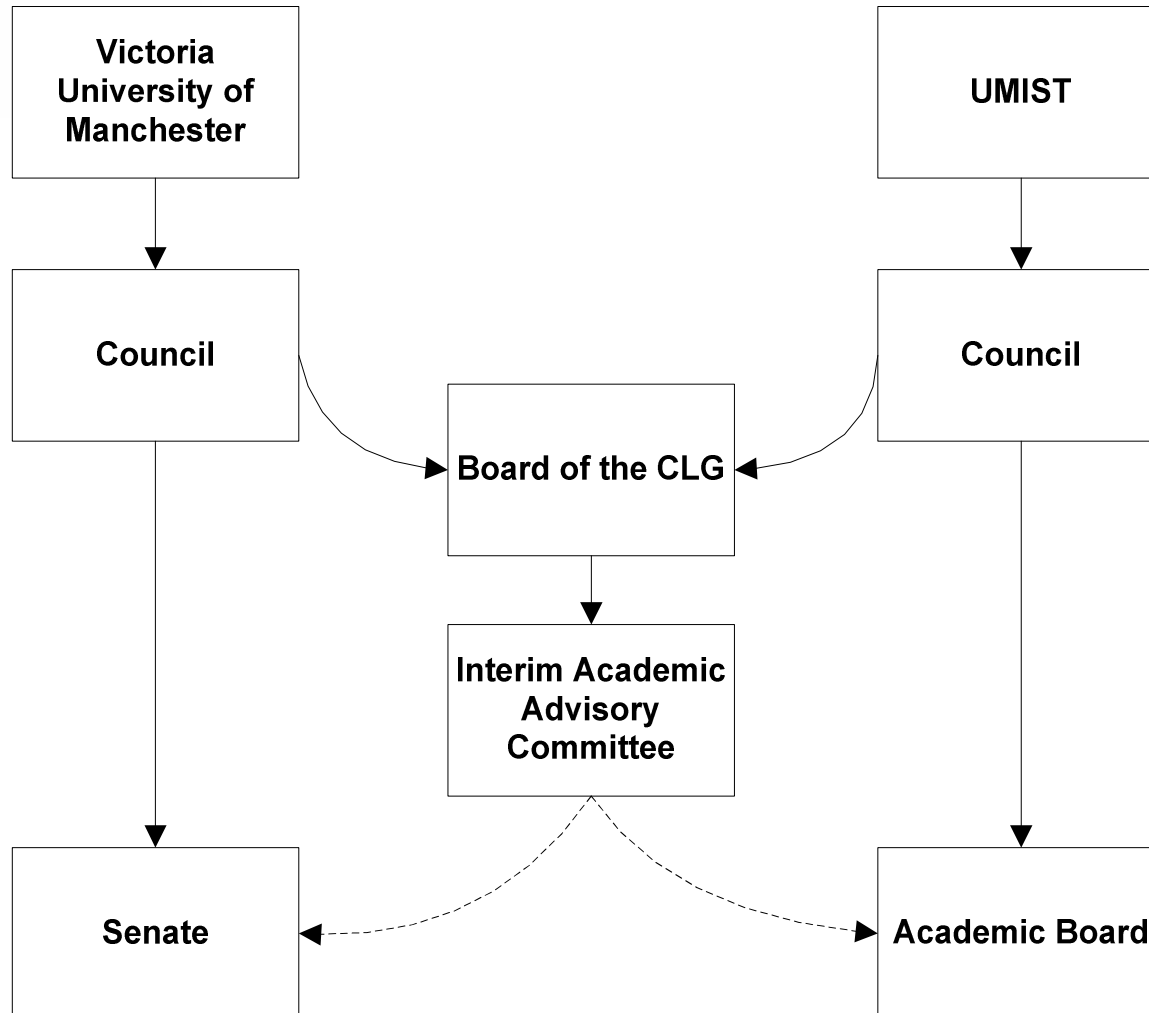 Victoria
University of
Manchester
UMIST
Council
Council
Board of the CLG
Interim Academic
Advisory
Committee
Senate
Academic Board